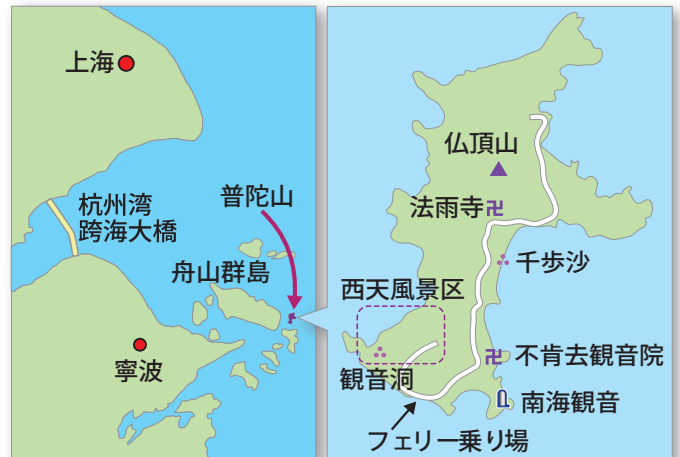 上海
杭州湾
跨海大橋
普陀山
舟山群島
寧波
仏頂山
法雨寺
千歩沙
西天風景区
観音洞
不肯去観音院
南海観音
フェリー乗り場